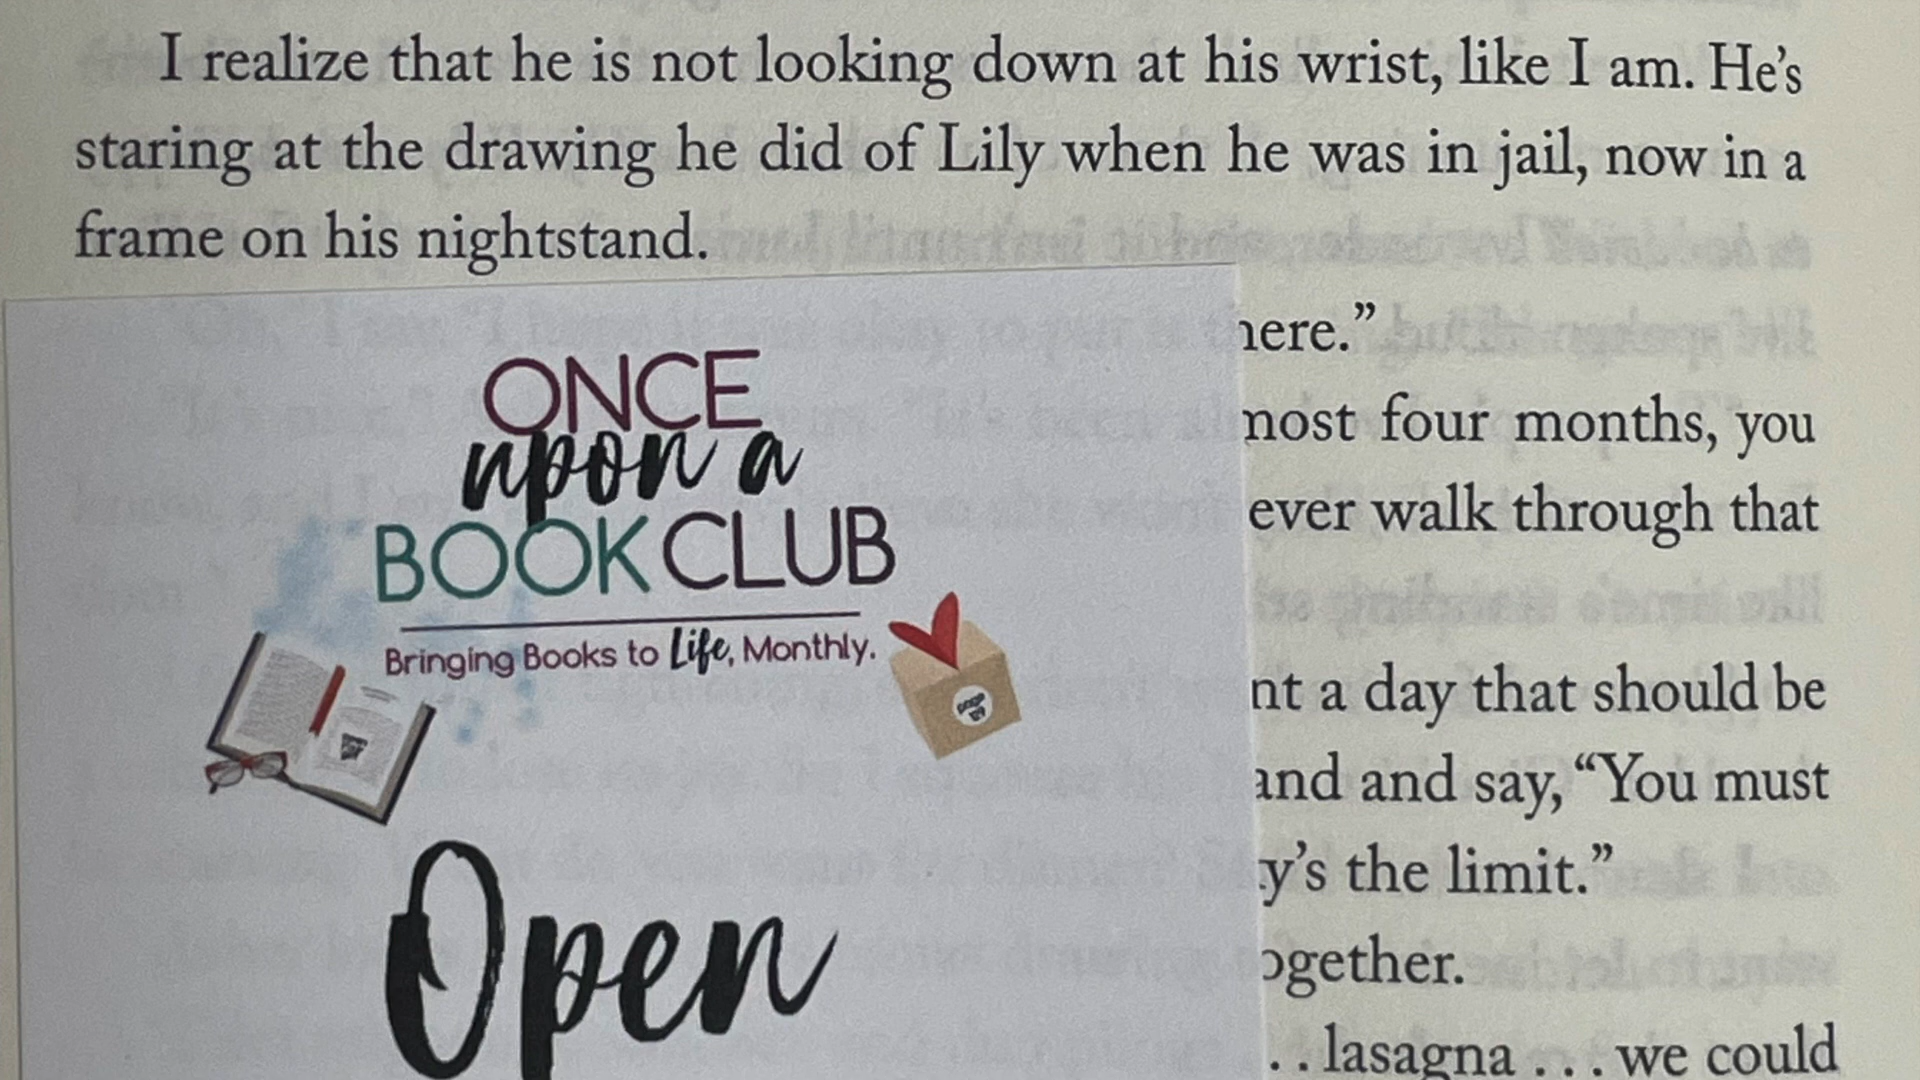 I realize that he is not looking down at his wrist, like I am. He’s
staring at the drawing he did of Lily when he was in jail, now in a
frame on his nightstand.
here.”
most four months, you
ever walk through that
nt a day that should be
and and say, “You must
y’s the limit.”
ogether.
. . lasagna . . . we could
ONCE
upon a
BOOK CLUB
Bringing Books to Life, Monthly.
Open